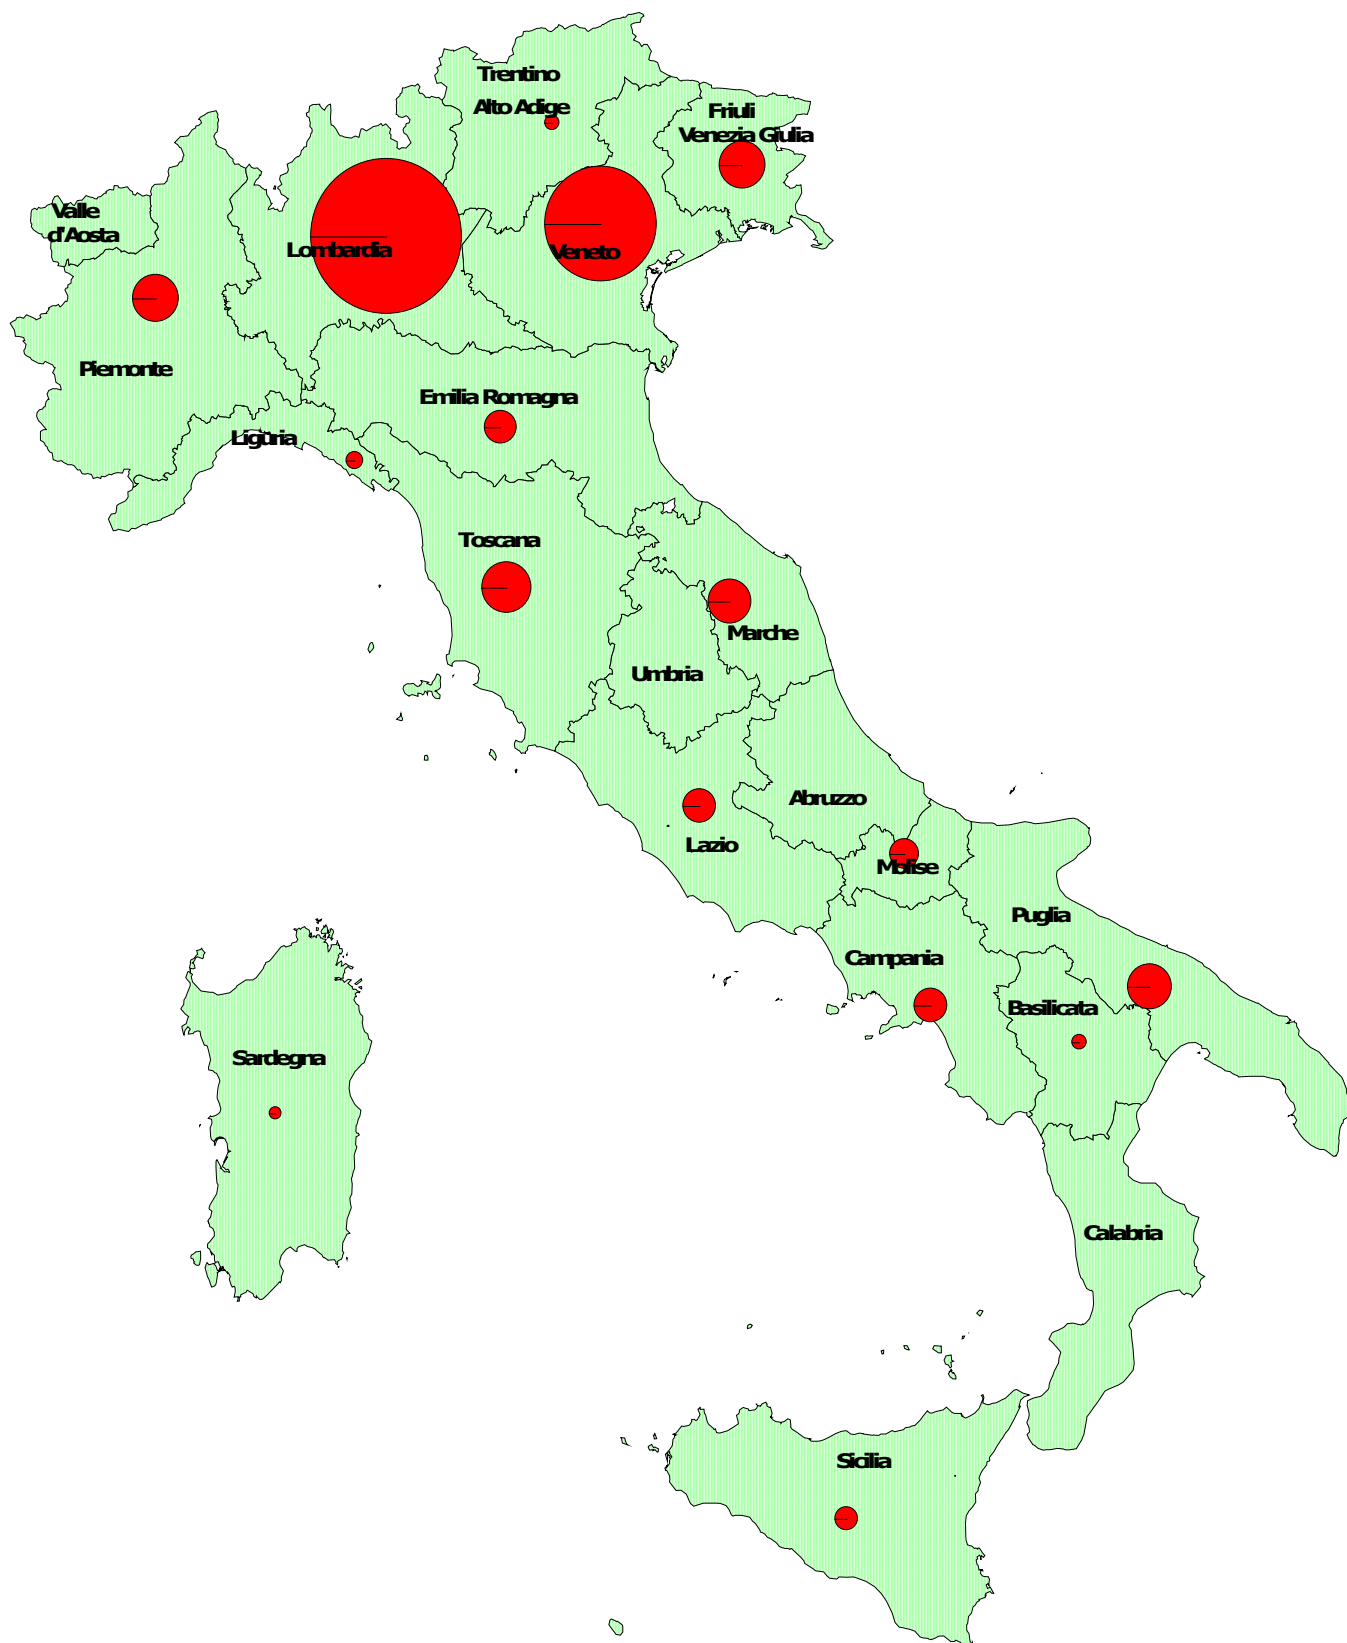 Trentino
Alto Adige
Friuli
Venezia Giulia
Valle
d'Aosta
Lombardia
Veneto
Piemonte
Emilia Romagna
Liguria
Toscana
Marche
Umbria
Abruzzo
Lazio
Molise
Puglia
Campania
Basilicata
Sardegna
Calabria
Sicilia